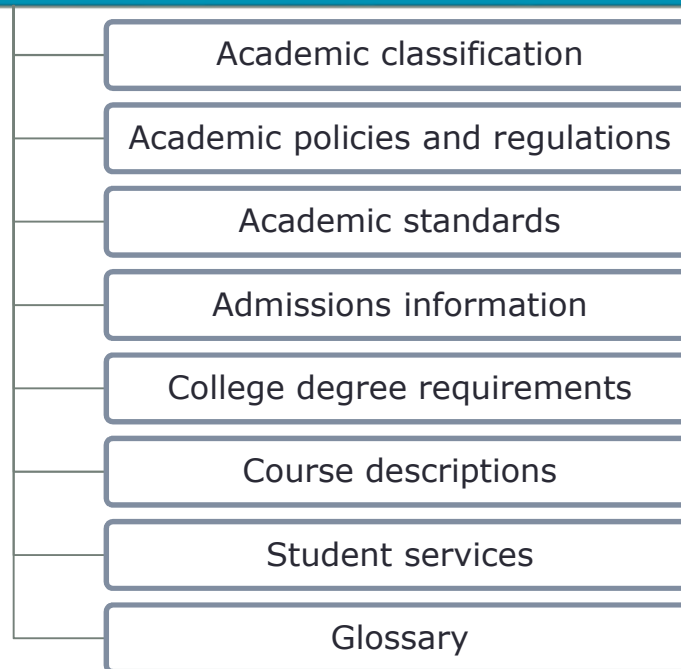 Academic classification
Academic policies and regulations
Academic standards
Admissions information
College degree requirements
Course descriptions
Student services
Glossary